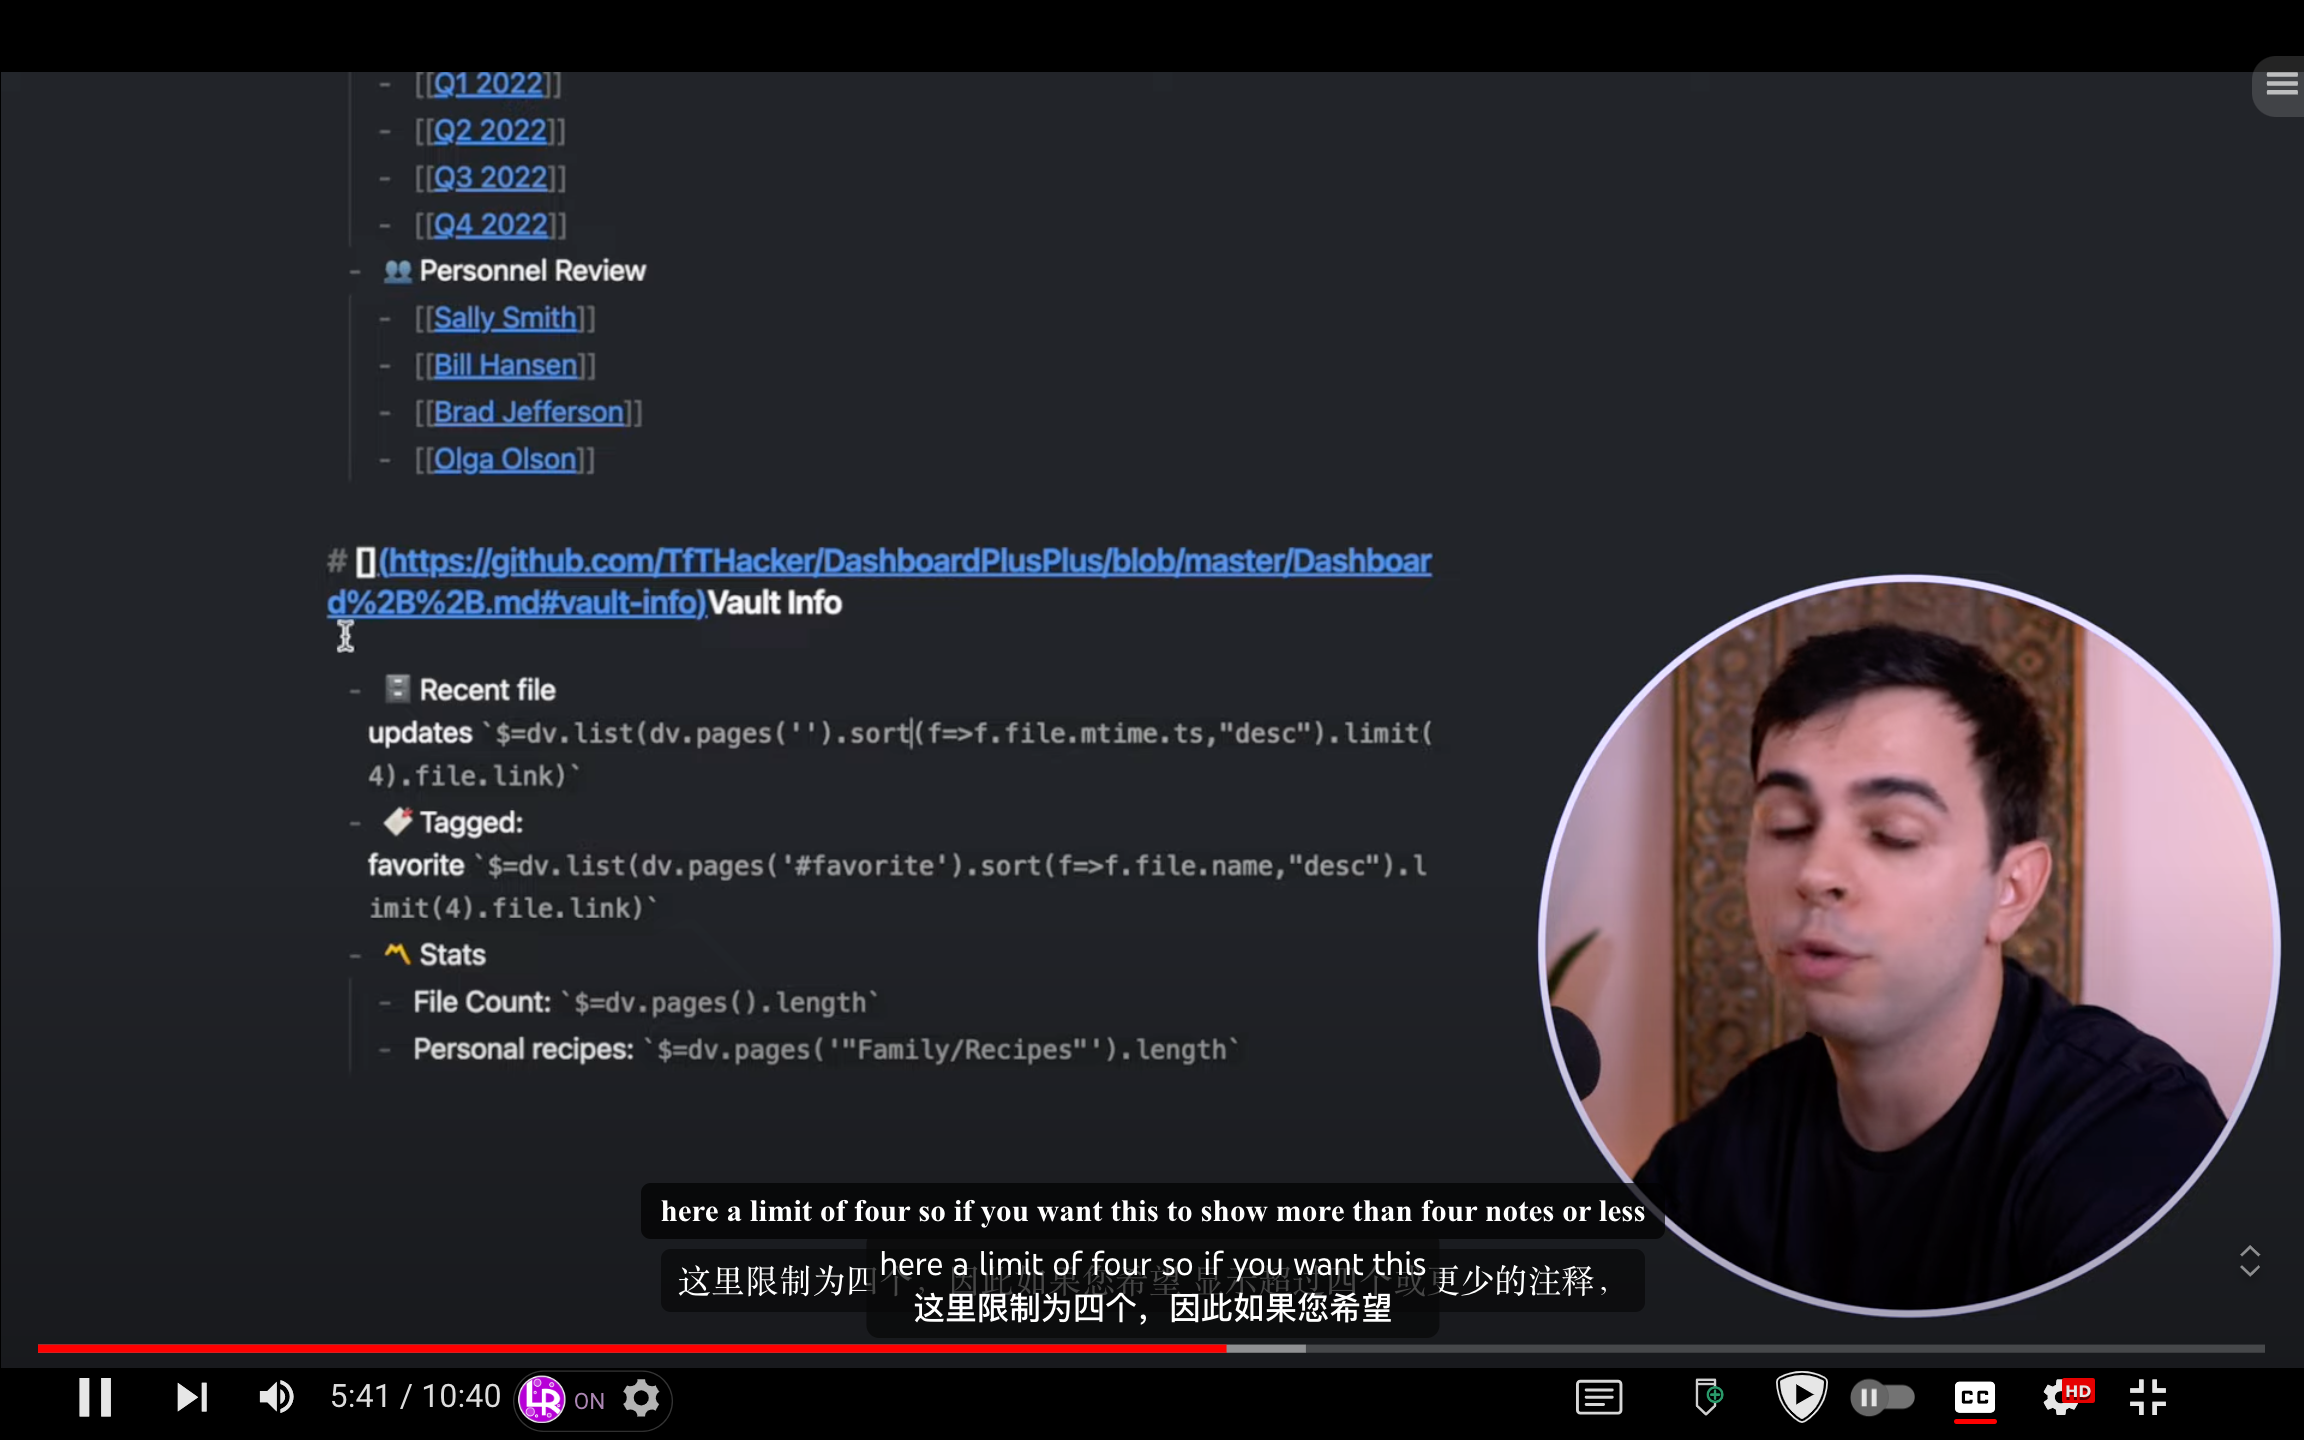 - [[Q1 2022]]
- [[Q2 2022]]
- [[Q3 2022]]
- [[Q4 2022]]
- 👥 Personnel Review
- [[Sally Smith]]
- [[Bill Hansen]]
- [[Brad Jefferson]]
- [[Olga Olson]]
# [](https://github.com/TfTHacker/DashboardPlusPlus/blob/master/Dashboar
d%2B%2B.md#vault-info)Vault Info
- 🗄️ Recent file
updates `$=dv.list(dv.pages('').sort(f=>f.file.mtime.ts,"desc").limit(
4).file.link)`
- 🔖 Tagged:
favorite `$=dv.list(dv.pages('#favorite').sort(f=>f.file.name,"desc").l
imit(4).file.link)`
- 〽️ Stats
- File Count: `$=dv.pages().length`
- Personal recipes: `$=dv.pages('"Family/Recipes"').length`
here a limit of four so if you want this to show more than four notes or less
这里限制为四个，因此如果您希望 显示超过四个或更少的注释，
here a limit of four so if you want this
这里限制为四个，因此如果您希望
5:41 / 10:40
LR
ON
CC
HD